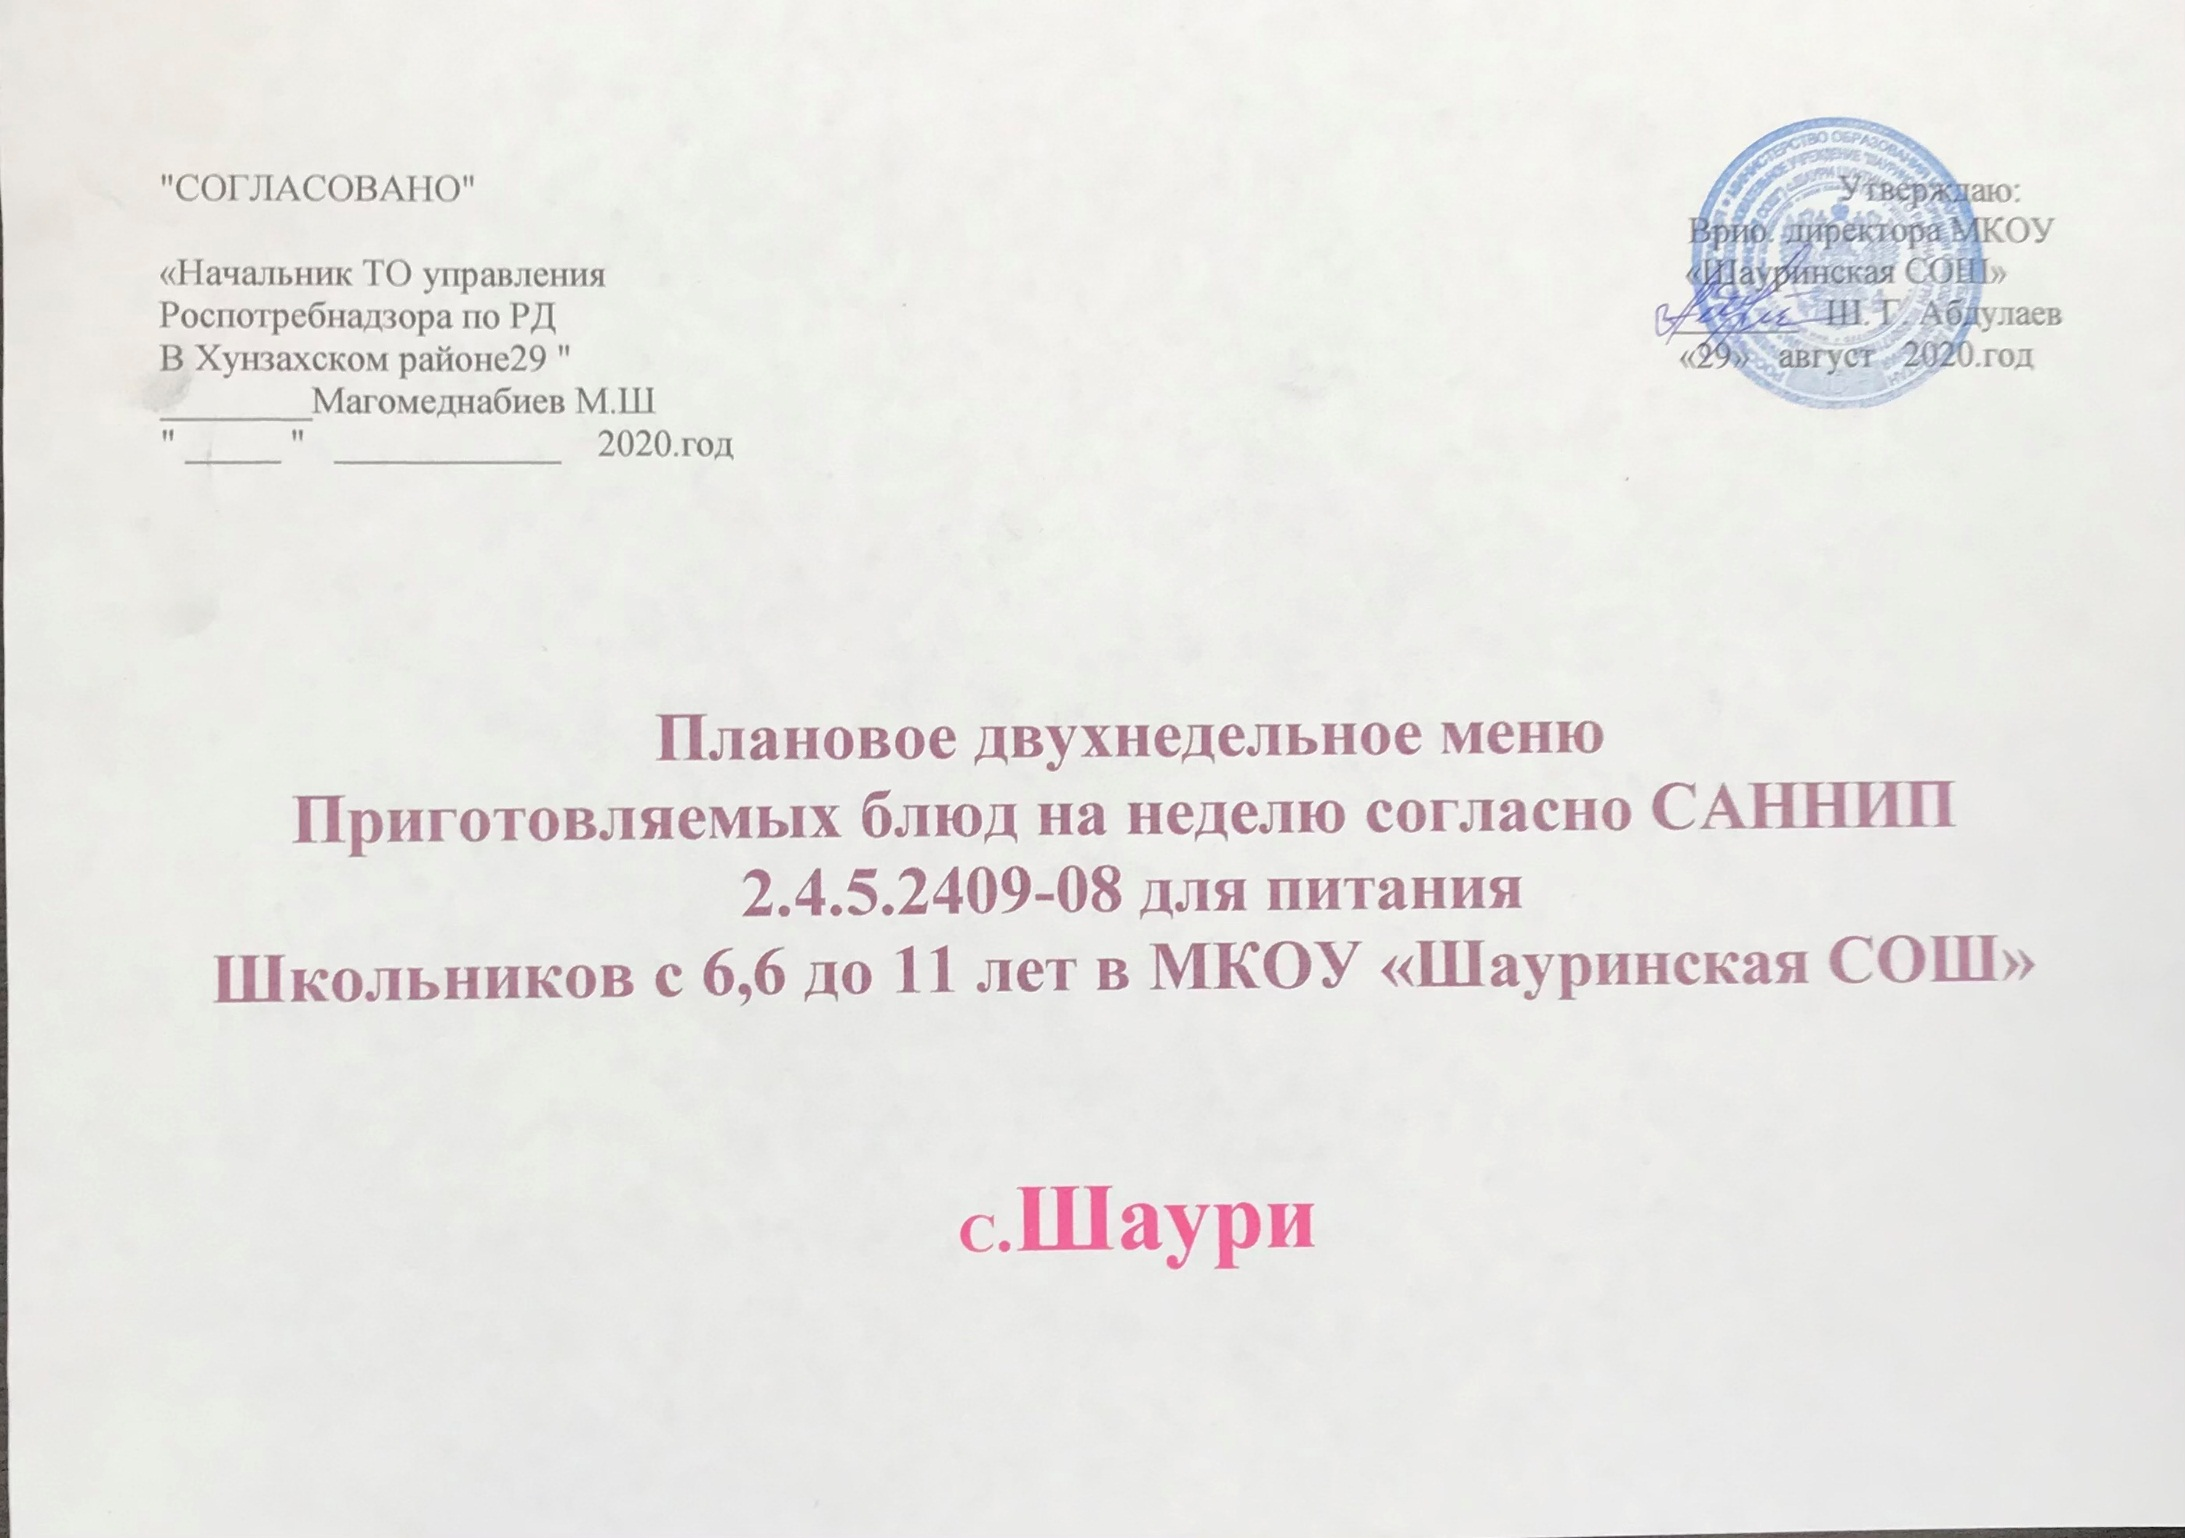 "СОГЛАСОВАНО"
«Начальник ТО управления
Роспотребнадзора по РД
В Хунзахском районе29 "
________Магомеднабиев М.Ш
" _____ " ____________ 2020.год
Утверждаю:
Врио. директора МКОУ
«Шауринская СОШ»
Ш. Г. Абдулаев
«29» август 2020.год
Плановое двухнедельное меню
Приготовляемых блюд на неделю согласно САННИП
2.4.5.2409-08 для питания
Школьников с 6,6 до 11 лет в МКОУ «Шауринская СОШ»
с.Шаури